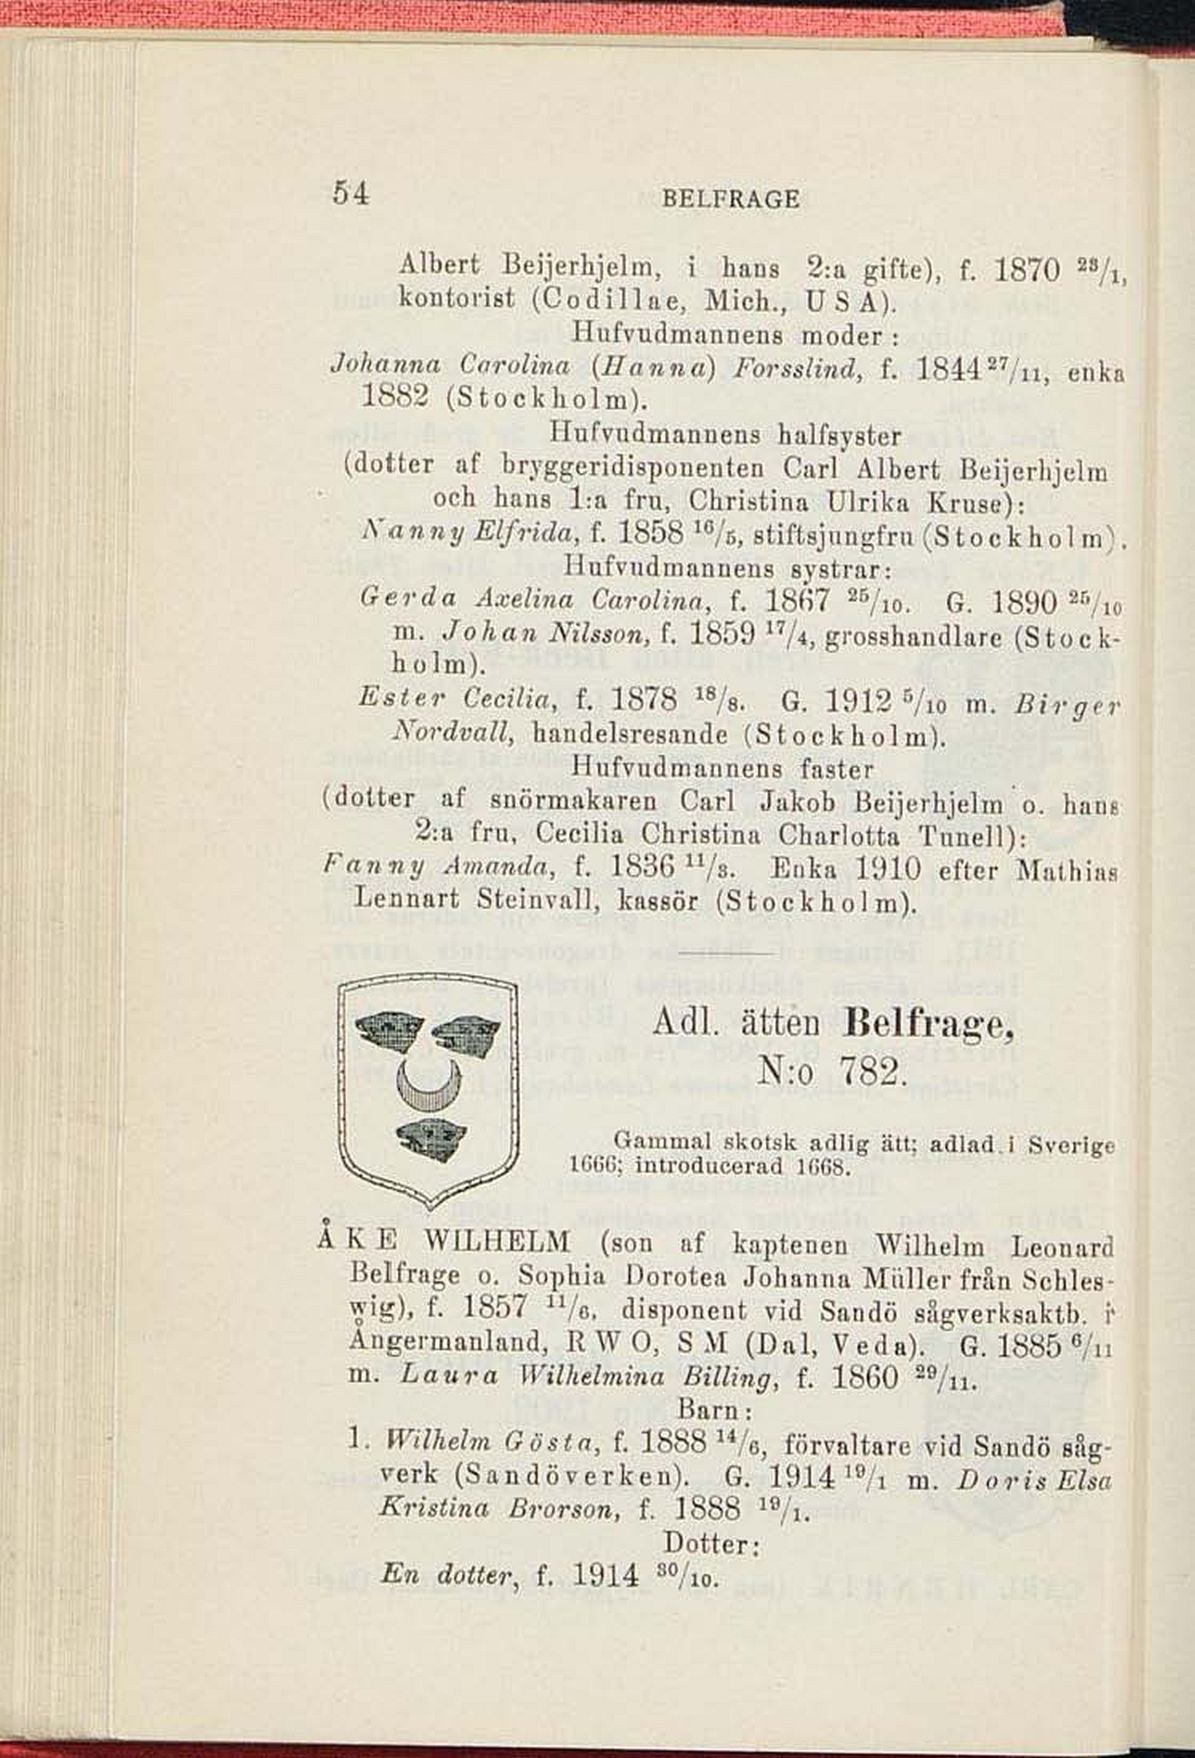 54
BELFRAGE
Albert Beijerhjelm, i hans 2:a gifte), f. 1870 28/1,
kontorist (Codillac, Mich., U S A).
Hufvudmannens moder:
Johanna Carolina (Hanna) Forsslind, f. 1844 27/11, enka
1882 (Stockholm).
Hufvudmannens halfsyster
(dotter af bryggeridisponenten Carl Albert Beijerhjelm
och hans 1:a fru, Christina Ulrika Kruse):
Nanny Elfrida, f. 1858 16/5, stiftsjungfru (Stockholm).
Hufvudmannens systrar:
Gerda Axelina Carolina, f. 1867 25/10. G. 1890 25/10
m. Johan Nilsson, f. 1859 17/4, grosshandlare (Stock-
holm).
Ester Cecilia, f. 1878 18/8. G. 1912 5/10 m. Birger
Nordvall, handelsresande (Stockholm).
Hufvudmannens faster
(dotter af snörmakaren Carl Jakob Beijerhjelm o. hans
2:a fru, Cecilia Christina Charlotta Tunell):
Fanny Amanda, f. 1836 11/3. Enka 1910 efter Mathias
Lennart Steinvall, kassör (Stockholm).
Adl. ätten Belfrage,
N:o 782.
Gammal skotsk adlig ätt; adlad i Sverige
1666; introducerad 1668.
ÅKE WILHELM (son af kaptenen Wilhelm Leonard
Belfrage o. Sophia Dorotea Johanna Müller från Schles-
wig), f. 1857 11/6, disponent vid Sandö sågverksaktb. i
Ångermanland, R W O, S M (Dal, Veda). G. 1885 6/11
m. Laura Wilhelmina Billing, f. 1860 29/11.
Barn:
1. Wilhelm Gösta, f. 1888 14/6, förvaltare vid Sandö såg-
verk (Sandöverken). G. 1914 19/1 m. Doris Elsa
Kristina Brorson, f. 1888 19/1.
Dotter:
En dotter, f. 1914 30/10.